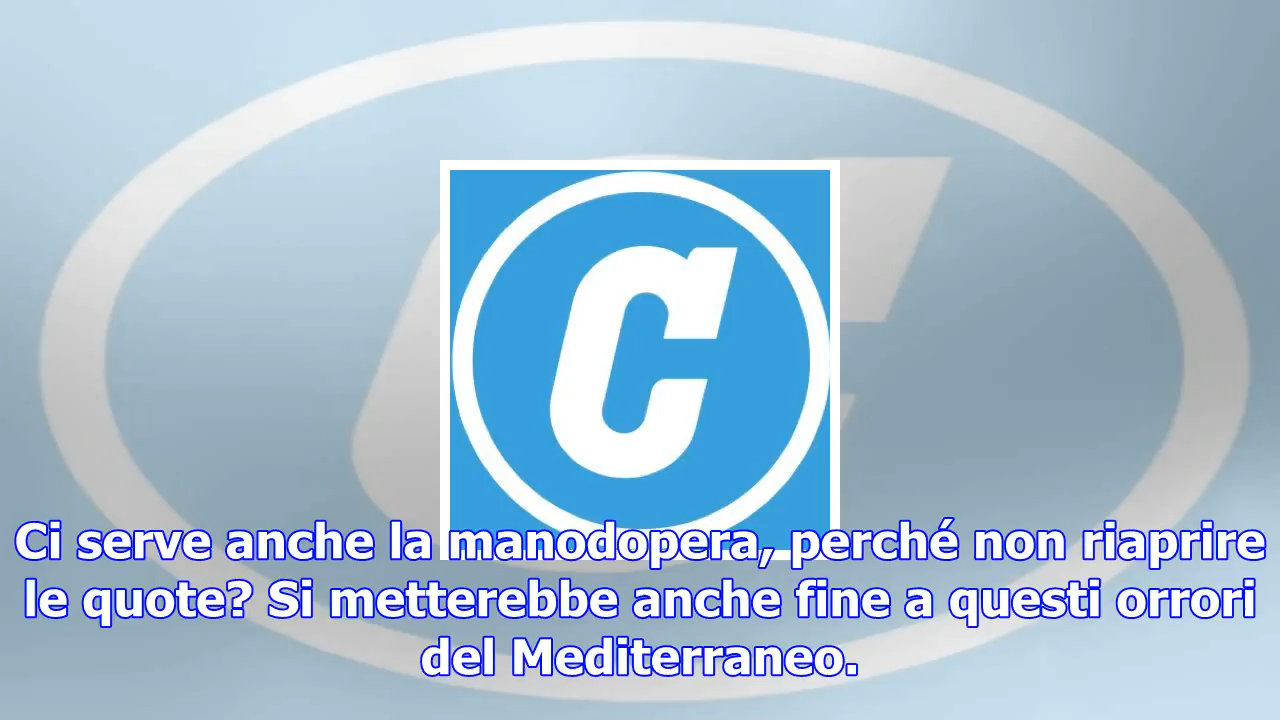 C
Ci serve anche la manodopera, perché non riaprire
le quote? Si metterebbe anche fine a questi orrori
del Mediterraneo.